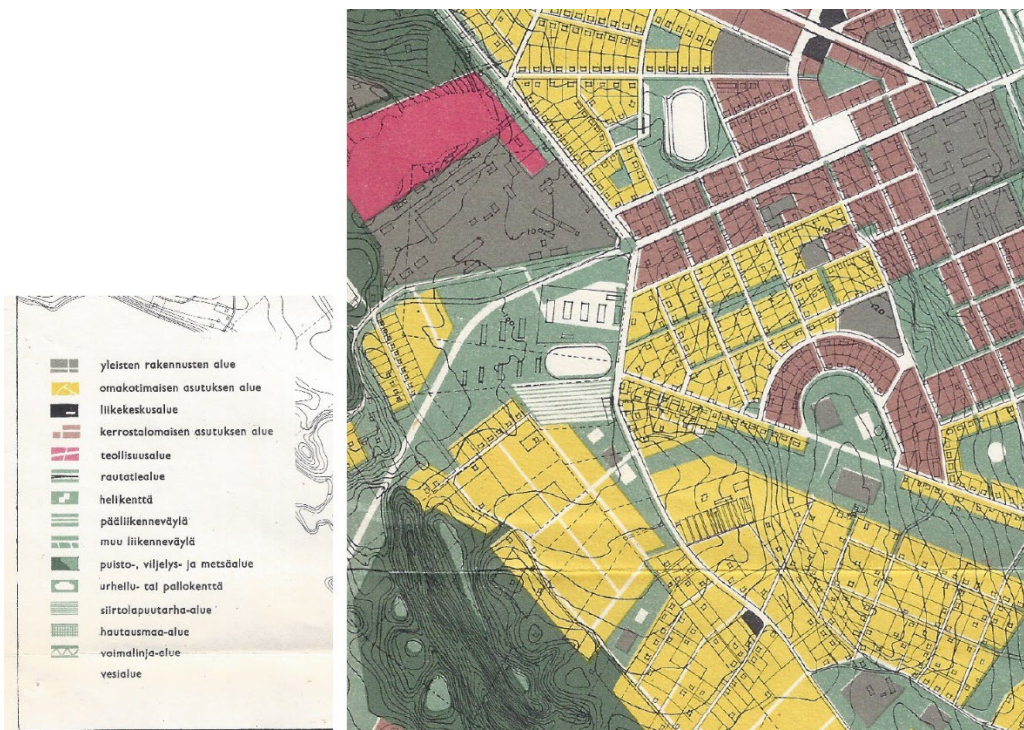 yleisten rakennusten alue
omakotimaisen asutuksen alue
liikekeskusalue
kerrostalomaisen asutuksen alue
teollisuusalue
rautatiealue
helikenttä
pääliikenneväylä
muu liikenneväylä
puisto-, viljelys- ja metsäalue
urheilu- tai pallokenttä
siirtolapuutarha-alue
hautausmaa-alue
voimalinja-alue
vesialue